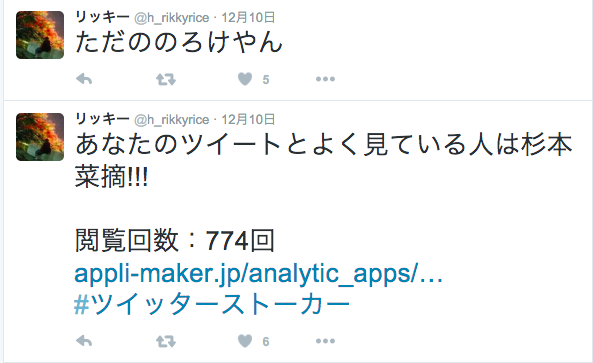 リッキー @h_rikkyrice · 12月10日
ただののろけやん
5
リッキー @h_rikkyrice · 12月10日
あなたのツイートとよく見ている人は杉本
菜摘!!!
閲覧回数：774回
appli-maker.jp/analytic_apps/…
#ツイッターストーカー
6